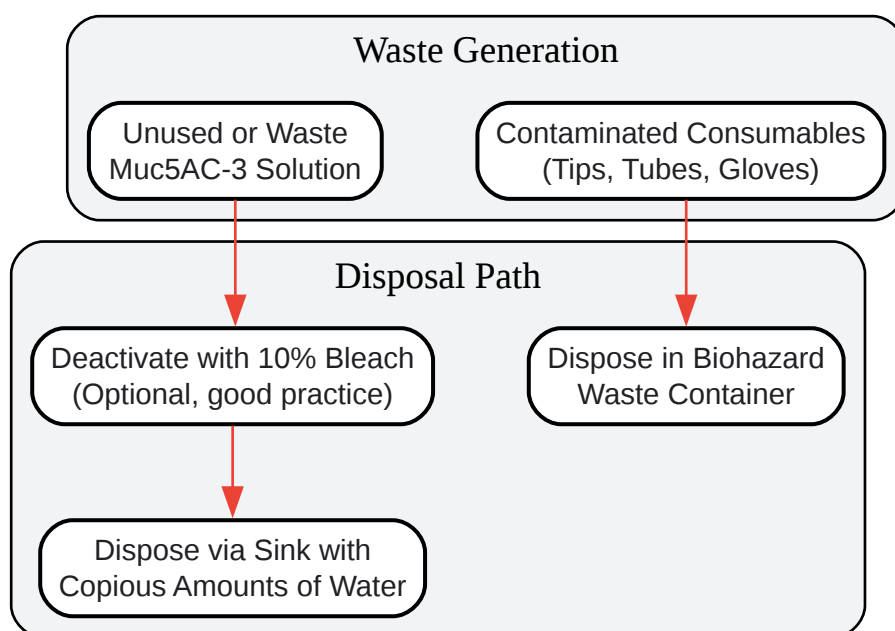 Waste Generation
Unused or Waste
Muc5AC-3 Solution
Contaminated Consumables
(Tips, Tubes, Gloves)
Disposal Path
Deactivate with 10% Bleach
(Optional, good practice)
Dispose in Biohazard
Waste Container
Dispose via Sink with
Copious Amounts of Water